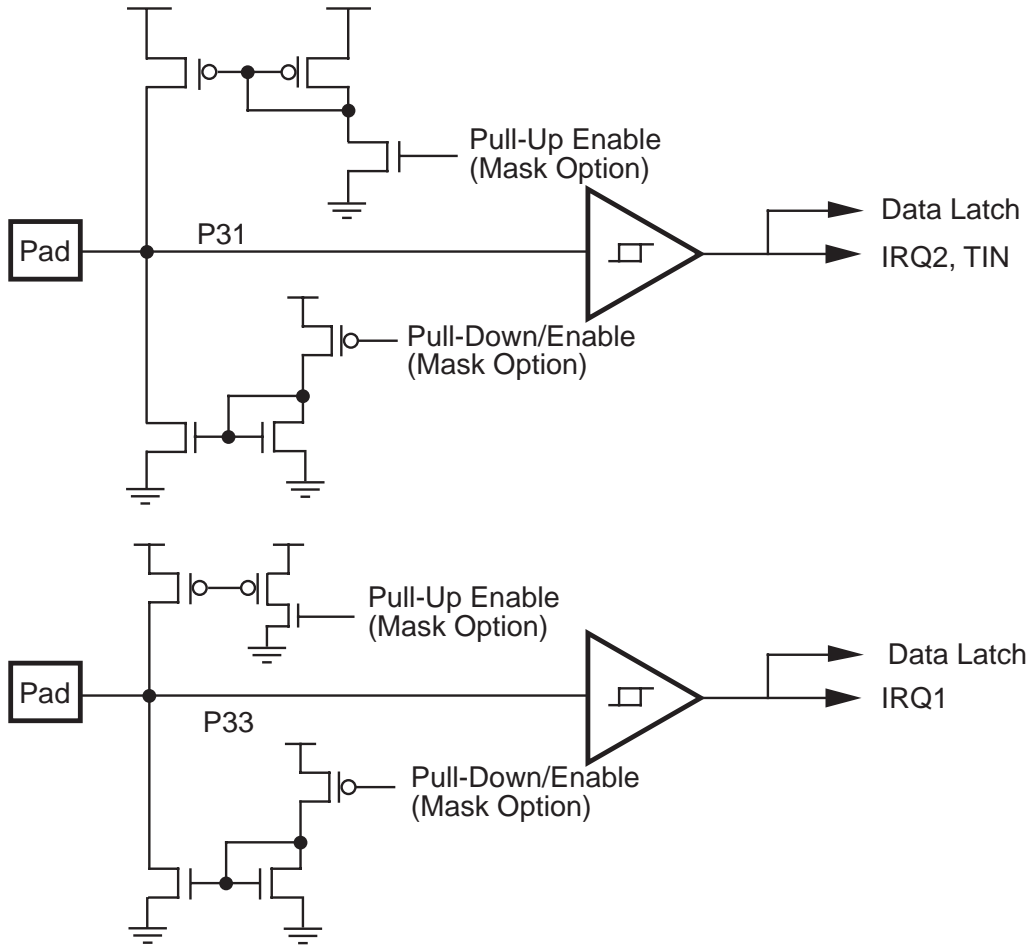 Pull-Up Enable
(Mask Option)
Data Latch
Pad
P31
IRQ2, TIN
Pull-Down/Enable
(Mask Option)
Pull-Up Enable
(Mask Option)
Data Latch
Pad
IRQ1
P33
Pull-Down/Enable
(Mask Option)